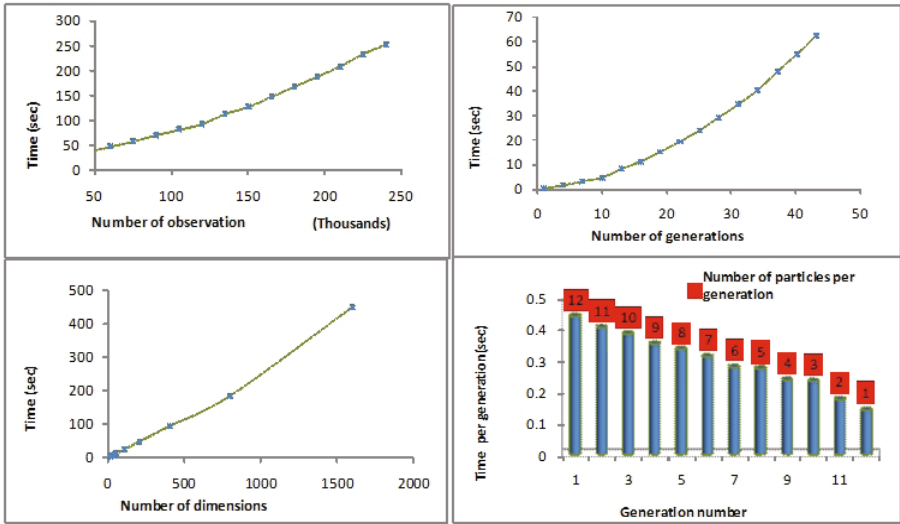 300
250
200
150
100
50
0
Time (sec)
50 100 150 200 250
Number of observation (Thousands)
70
60
50
40
30
20
10
0
Time (sec)
0 10 20 30 40 50
Number of generations
500
400
300
200
100
0
Time (sec)
0 500 1000 1500 2000
Number of dimensions
Number of particles per
generation
0.5
0.4
0.3
0.2
0.1
0
Time per generation(sec)
12 11 10 9 8 7 6 5 4 3 2 1
1 3 5 7 9 11
Generation number